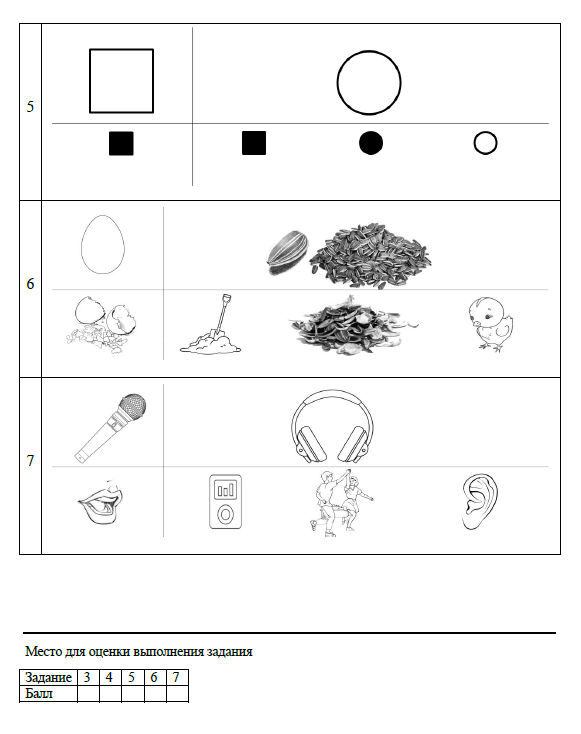 5
6
7
Место для оценки выполнения задания
Задание 3 4 5 6 7
Балл